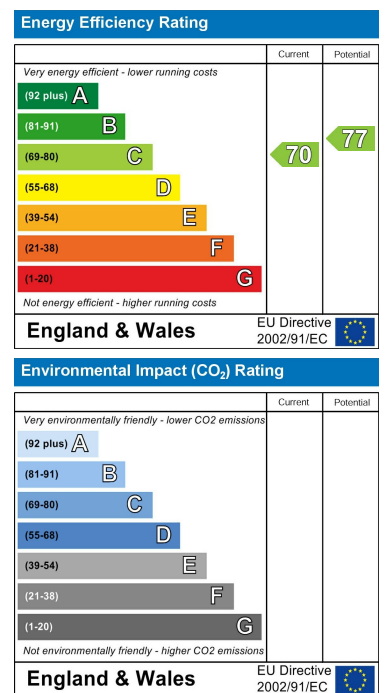 Energy Efficiency Rating
Current Potential
Very energy efficient - lower running costs
(92 plus) A
(81-91) B
(69-80) C
(55-68) D
(39-54) E
(21-38) F
(1-20) G
70
77
Not energy efficient - higher running costs
England & Wales
EU Directive
2002/91/EC
Environmental Impact (CO₂) Rating
Current Potential
Very environmentally friendly - lower CO2 emissions
(92 plus) A
(81-91) B
(69-80) C
(55-68) D
(39-54) E
(21-38) F
(1-20) G
Not environmentally friendly - higher CO2 emissions
England & Wales
EU Directive
2002/91/EC